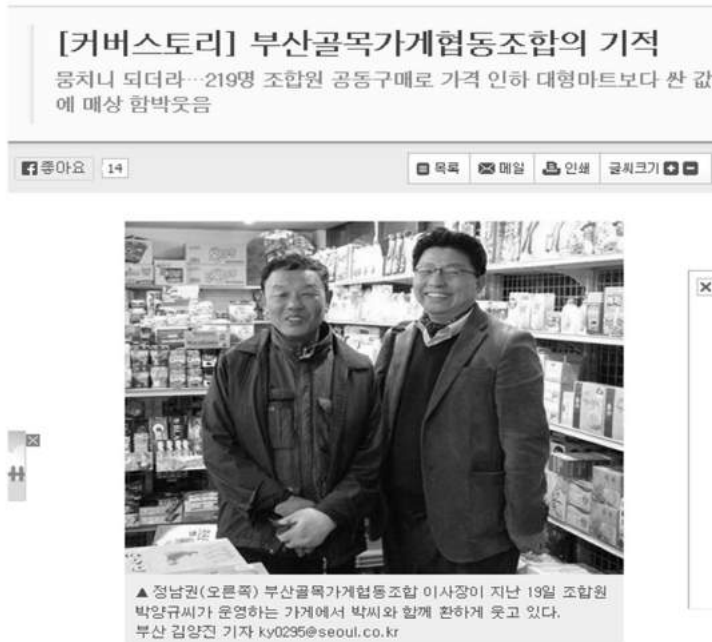 [커버스토리] 부산골목가게협동조합의 기적
뭉치니 되더라…219명 조합원 공동구매로 가격 인하 대형마트보다 싼 값
에 매상 함박웃음
좋아요 14
목록 메일 인쇄 글씨크기
▲ 정남권(오른쪽) 부산골목가게협동조합 이사장이 지난 19일 조합원
박양규씨가 운영하는 가게에서 박씨와 함께 환하게 웃고 있다.
부산 김양진 기자 ky0295@seoul.co.kr